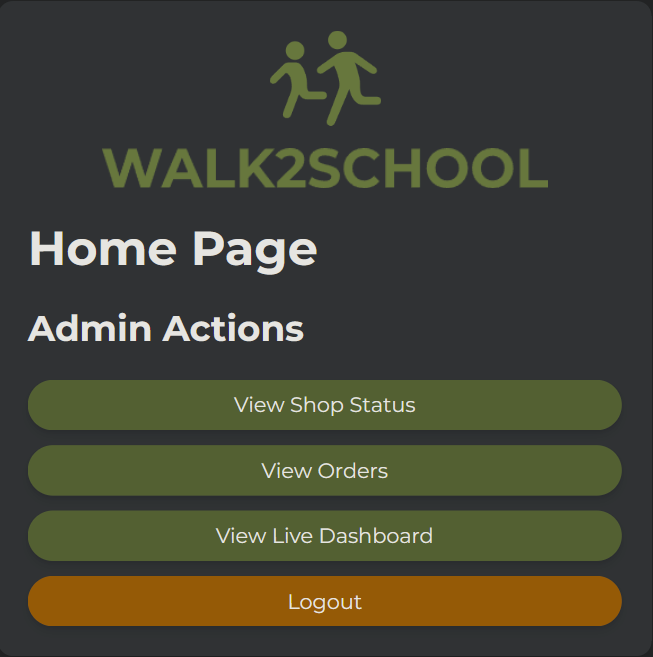 WALK2SCHOOL
Home Page
Admin Actions
View Shop Status
View Orders
View Live Dashboard
Logout